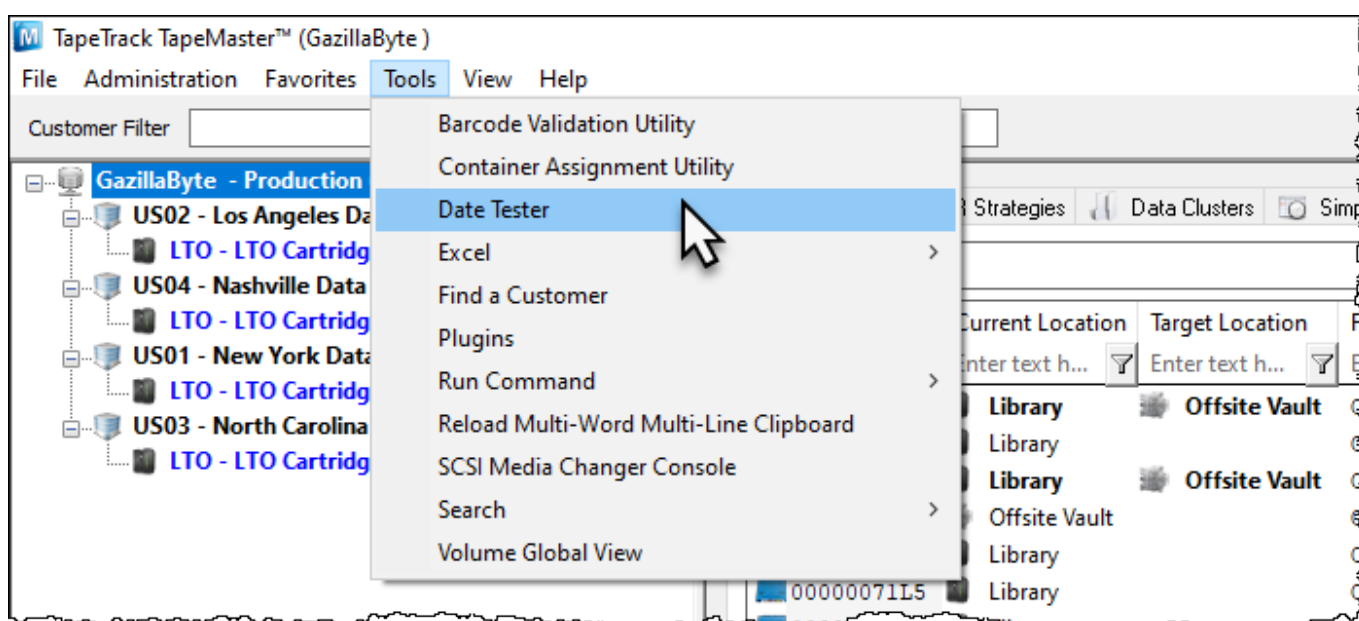 TapeTrack TapeMaster™ (GazillaByte )
File Administration Favorites Tools View Help
Customer Filter
Barcode Validation Utility
Container Assignment Utility
Date Tester
Excel
Find a Customer
Plugins
Run Command
Reload Multi-Word Multi-Line Clipboard
SCSI Media Changer Console
Search
Volume Global View
GazillaByte - Production
US02 - Los Angeles Da
LTO - LTO Cartridg
US04 - Nashville Data
LTO - LTO Cartridg
US01 - New York Data
LTO - LTO Cartridg
US03 - North Carolina
LTO - LTO Cartridg
Strategies Data Clusters Simp
Current Location Target Location
Enter text h... Enter text h...
Library Offsite Vault
Library
Library Offsite Vault
Offsite Vault
Library
00000071L5 Library